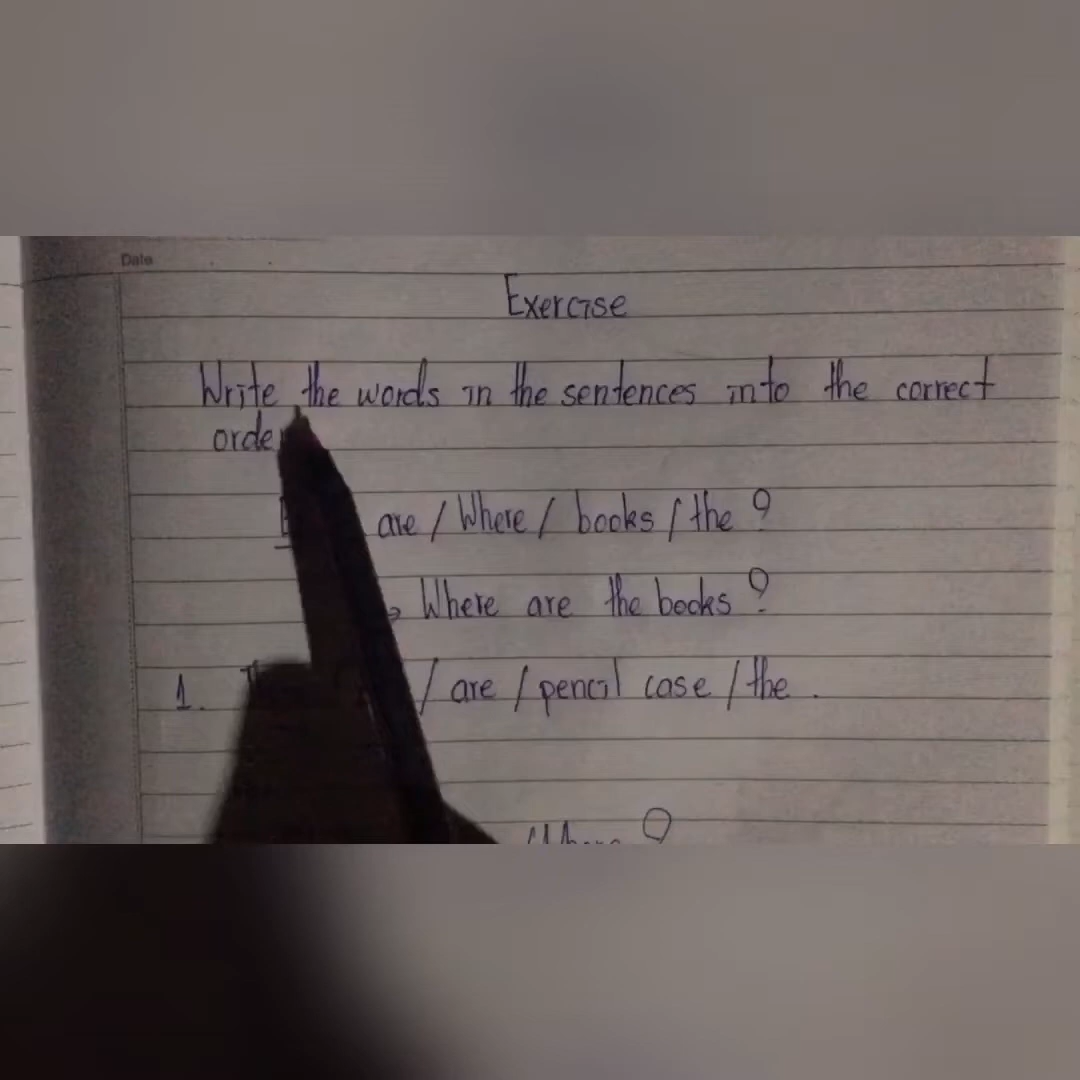 Date
Exercise
Write the words in the sentences into the correct
orde
are / Where / books / the ?
Where are the books ?
1. / are / pencil case / the .
?